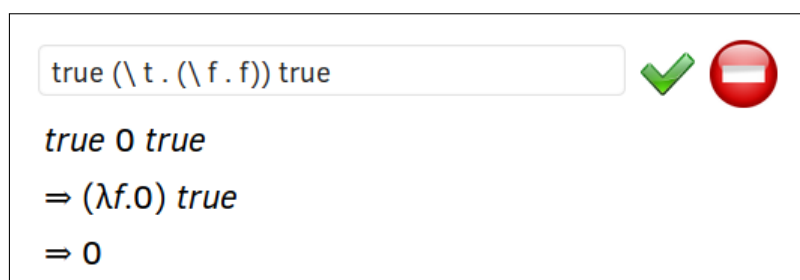 true (\ t . (\ f . f)) true
true 0 true
⇒ (λf.0) true
⇒ 0